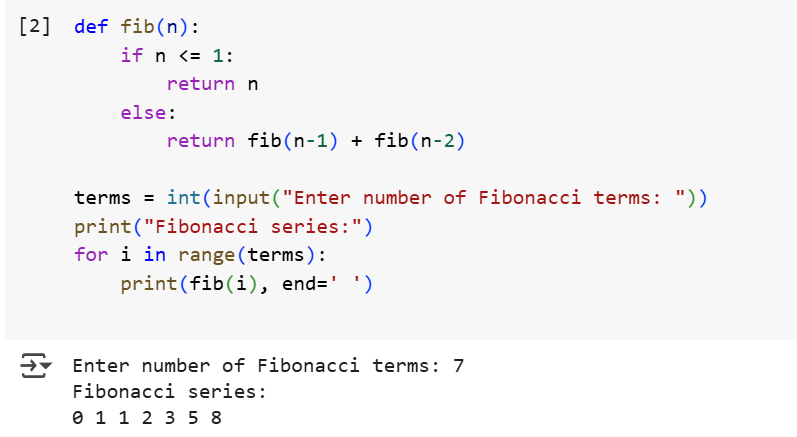 [2] def fib(n):
    if n <= 1:
        return n
    else:
        return fib(n-1) + fib(n-2)
terms = int(input("Enter number of Fibonacci terms: "))
print("Fibonacci series:")
for i in range(terms):
    print(fib(i), end=' ')
Enter number of Fibonacci terms: 7
Fibonacci series:
0 1 1 2 3 5 8